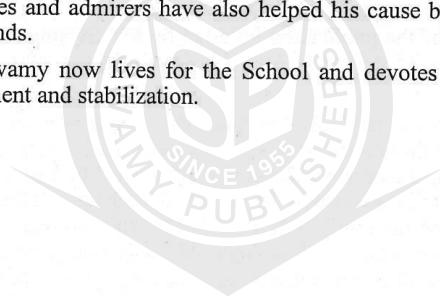 es and admirers have also helped his cause b
nds.
vamy now lives for the School and devotes
nent and stabilization.
SP
SINCE 1955
SWAMY PUBLISHERS